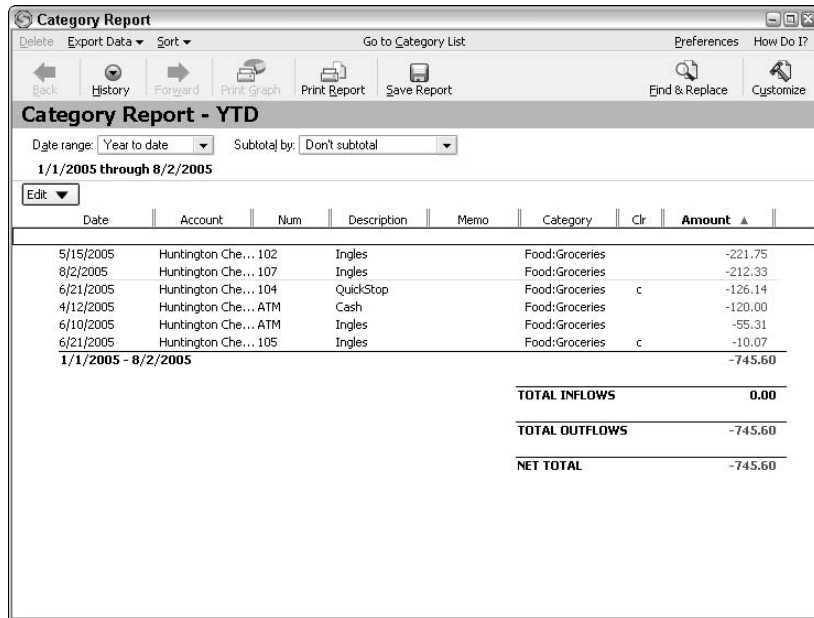 Category Report
Delete Export Data Sort Go to Category List Preferences How Do I?
Back History Forward Print Graph Print Report Save Report Find & Replace Customize
Category Report - YTD
Date range: Year to date Subtotal by: Don't subtotal
1/1/2005 through 8/2/2005
Edit
Date Account Num Description Memo Category Clr Amount
5/15/2005 Huntington Che... 102 Ingles Food:Groceries -221.75
8/2/2005 Huntington Che... 107 Ingles Food:Groceries -212.33
6/21/2005 Huntington Che... 104 QuickStop Food:Groceries c -126.14
4/12/2005 Huntington Che... ATM Cash Food:Groceries -120.00
6/10/2005 Huntington Che... ATM Ingles Food:Groceries -55.31
6/21/2005 Huntington Che... 105 Ingles Food:Groceries c -10.07
1/1/2005 - 8/2/2005 -745.60
TOTAL INFLOWS 0.00
TOTAL OUTFLOWS -745.60
NET TOTAL -745.60